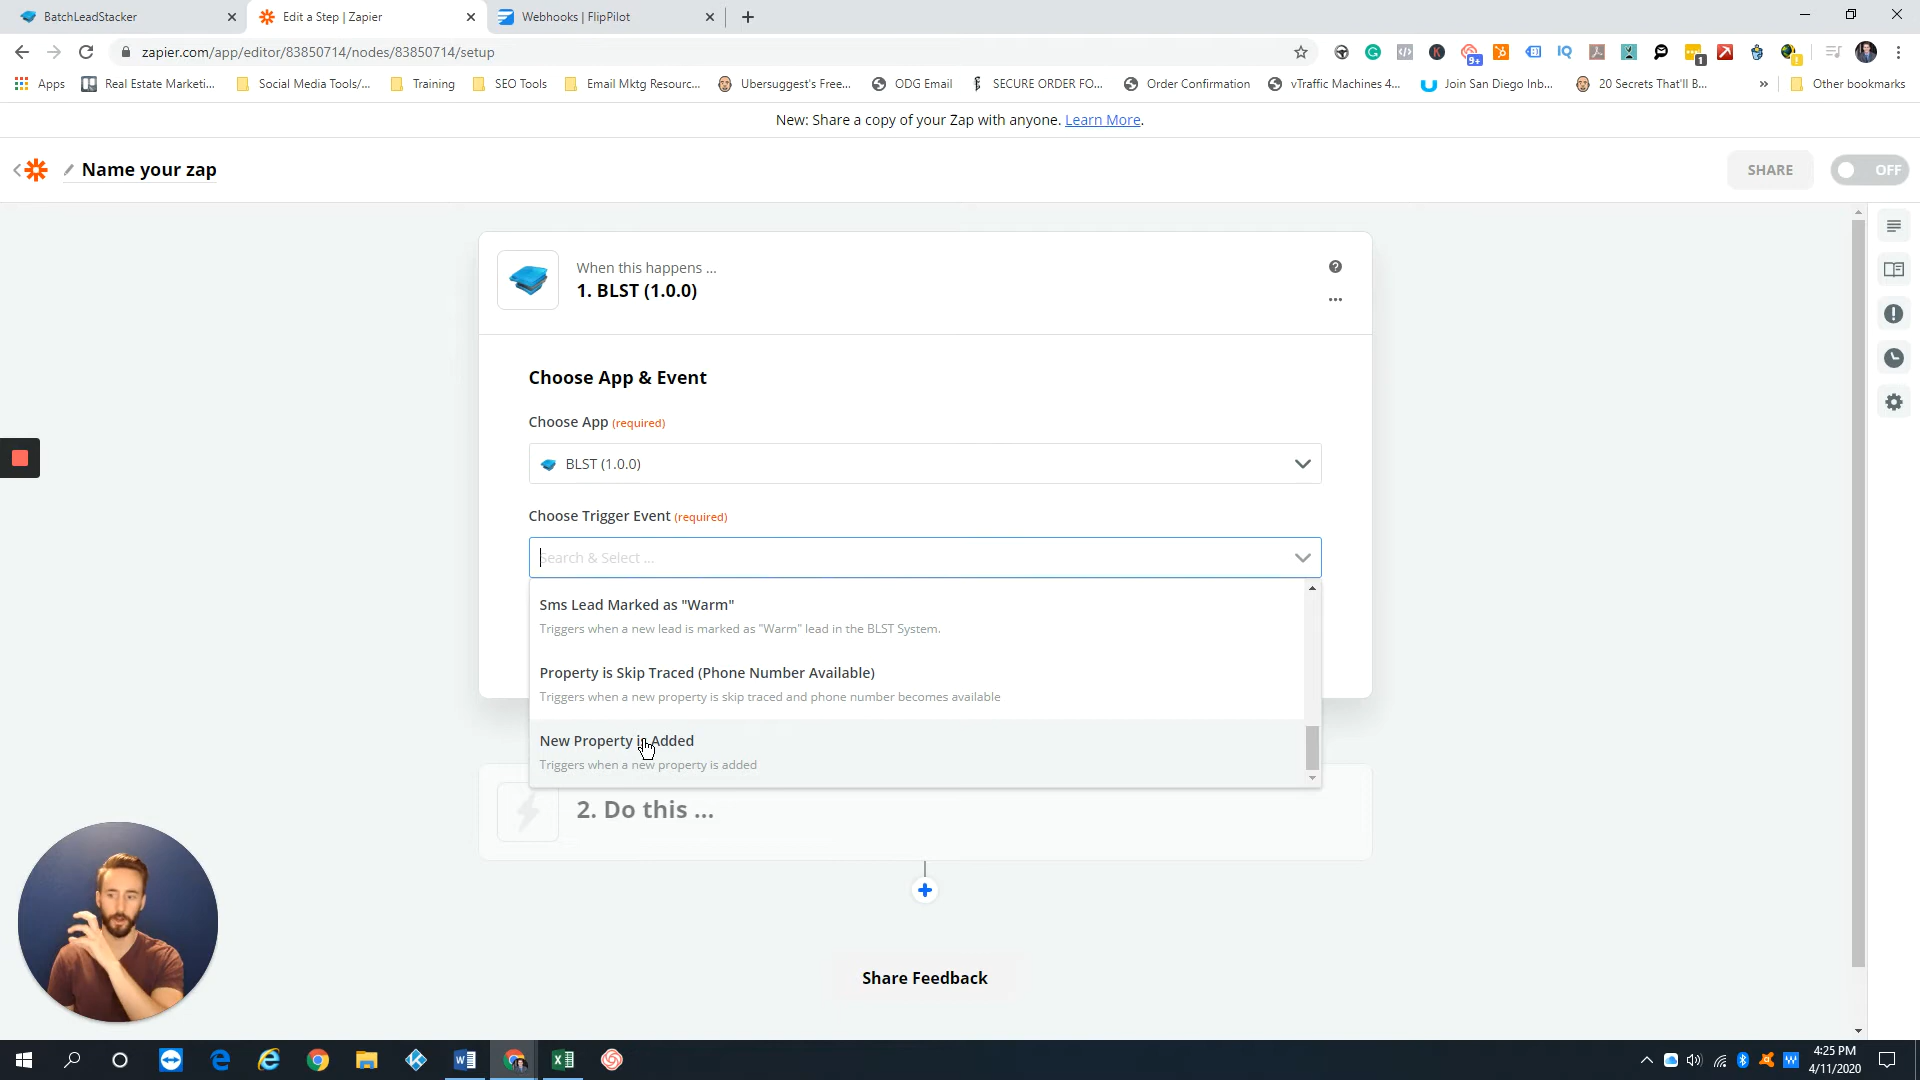 BatchLeadStacker
Edit a Step | Zapier
Webhooks | FlipPilot
zapier.com/app/editor/83850714/nodes/83850714/setup
9+
1
Apps
Real Estate Marketi...
Social Media Tools/...
Training
SEO Tools
Email Mktg Resourc...
Ubersuggest's Free...
ODG Email
SECURE ORDER FO...
Order Confirmation
vTraffic Machines 4...
Join San Diego Inb...
20 Secrets That'll B...
»
Other bookmarks
New: Share a copy of your Zap with anyone. Learn More.
Name your zap
SHARE
OFF
When this happens ...
1. BLST (1.0.0)
Choose App & Event
Choose App (required)
BLST (1.0.0)
Choose Trigger Event (required)
Search & Select ...
Sms Lead Marked as "Warm"
Triggers when a new lead is marked as "Warm" lead in the BLST System.
Property is Skip Traced (Phone Number Available)
Triggers when a new property is skip traced and phone number becomes available
New Property is Added
Triggers when a new property is added
2. Do this ...
Share Feedback
4:25 PM
4/11/2020